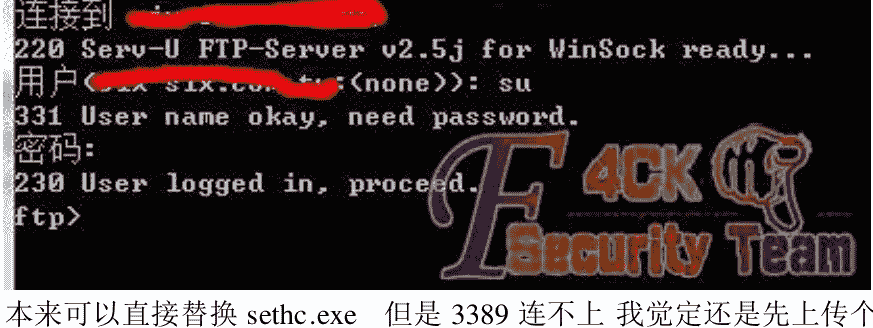 连接到
220 Serv-U FTP-Server v2.5j for WinSock ready...
用户(:(none)): su
331 User name okay, need password.
密码:
230 User logged in, proceed.
ftp>
F4CK
Security Team
本来可以直接替换 sethc.exe 但是 3389 连不上 我觉定还是先上传个